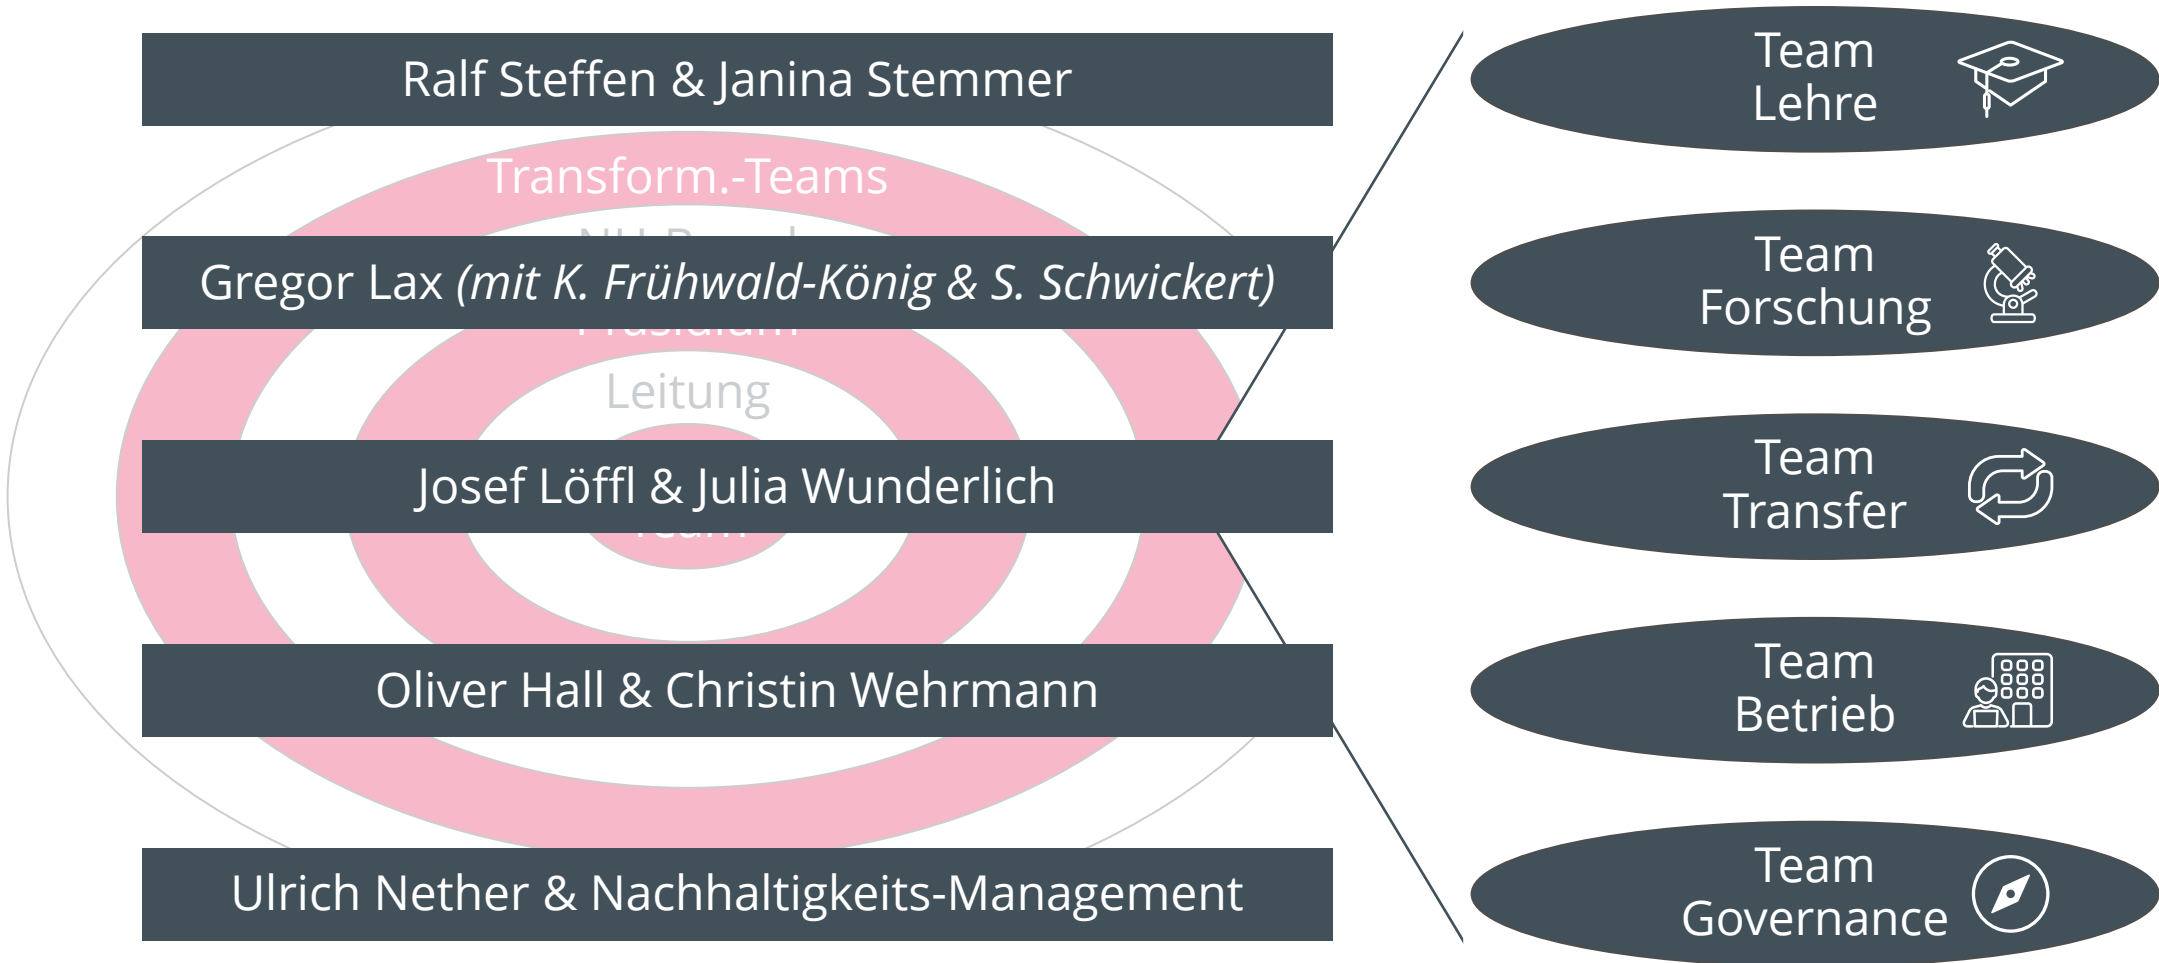 Ralf Steffen & Janina Stemmer
Team
Lehre
Transform.-Teams
Gregor Lax (mit K. Frühwald-König & S. Schwickert)
Team
Forschung
Leitung
Josef Löffl & Julia Wunderlich
Team
Transfer
Oliver Hall & Christin Wehrmann
Team
Betrieb
Ulrich Nether & Nachhaltigkeits-Management
Team
Governance